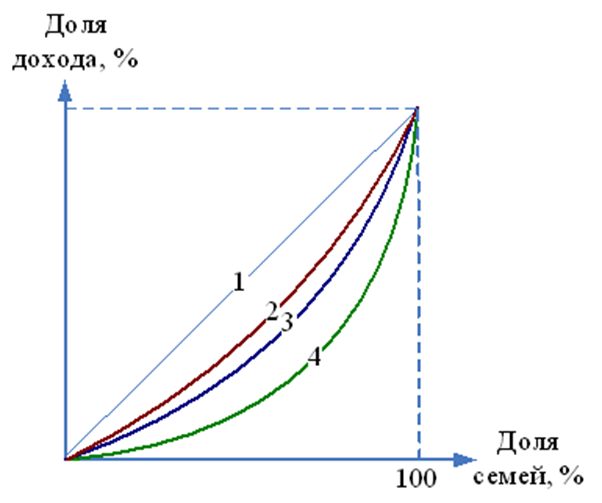 Доля
дохода, %
1
2
3
4
100
Доля
семей, %